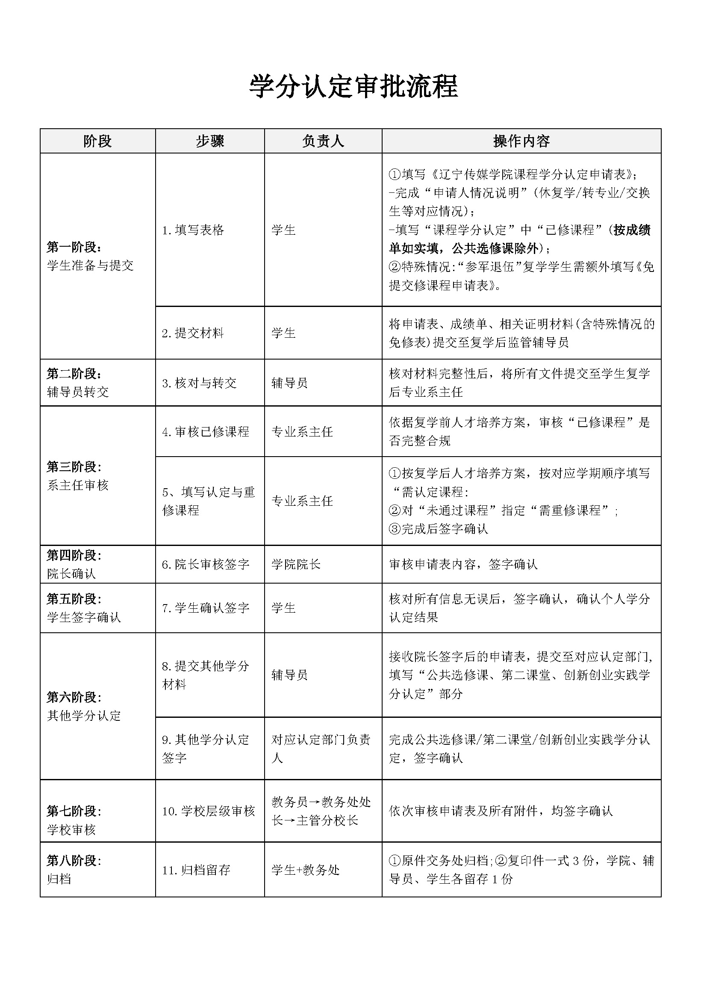 学分认定审批流程
阶段
步骤
负责人
操作内容
第一阶段：
学生准备与提交
1.填写表格
学生
①填写《辽宁传媒学院课程学分认定申请表》；
-完成“申请人情况说明”(休复学/转专业/交换
生等对应情况)；
-填写“课程学分认定”中“已修课程”(按成绩
单如实填，公共选修课除外)；
②特殊情况:“参军退伍”复学学生需额外填写《免
提交修课程申请表》。
2.提交材料
学生
将申请表、成绩单、相关证明材料(含特殊情况的
免修表)提交至复学后监管辅导员
第二阶段：
辅导员转交
3.核对与转交
辅导员
核对材料完整性后，将所有文件提交至学生复学
后专业系主任
第三阶段:
系主任审核
4.审核已修课程
专业系主任
依据复学前人才培养方案，审核“已修课程”是
否完整合规
5、填写认定与重
修课程
专业系主任
①按复学后人才培养方案，按对应学期顺序填写
“需认定课程:
②对“未通过课程”指定“需重修课程”;
③完成后签字确认
第四阶段:
院长确认
6.院长审核签字
学院院长
审核申请表内容，签字确认
第五阶段:
学生签字确认
7.学生确认签字
学生
核对所有信息无误后，签字确认，确认个人学分
认定结果
第六阶段:
其他学分认定
8.提交其他学分
材料
辅导员
接收院长签字后的申请表，提交至对应认定部门,
填写“公共选修课、第二课堂、创新创业实践学
分认定”部分
9.其他学分认定
签字
对应认定部门负责
人
完成公共选修课/第二课堂/创新创业实践学分认
定，签字确认
第七阶段:
学校审核
10.学校层级审核
教务员→教务处处
长→主管分校长
依次审核申请表及所有附件，均签字确认
第八阶段:
归档
11.归档留存
学生+教务处
①原件交务处归档;②复印件一式3份，学院、辅
导员、学生各留存1份